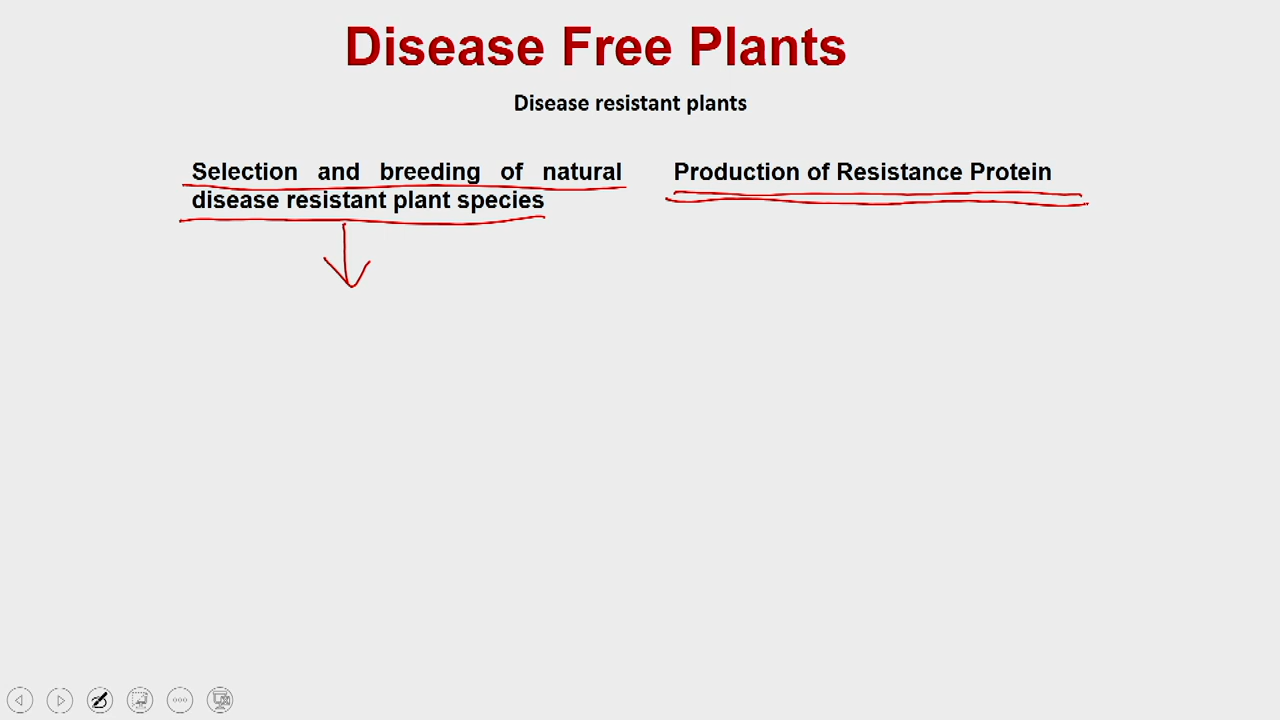 Disease Free Plants
Disease resistant plants
Selection and breeding of natural
disease resistant plant species
Production of Resistance Protein